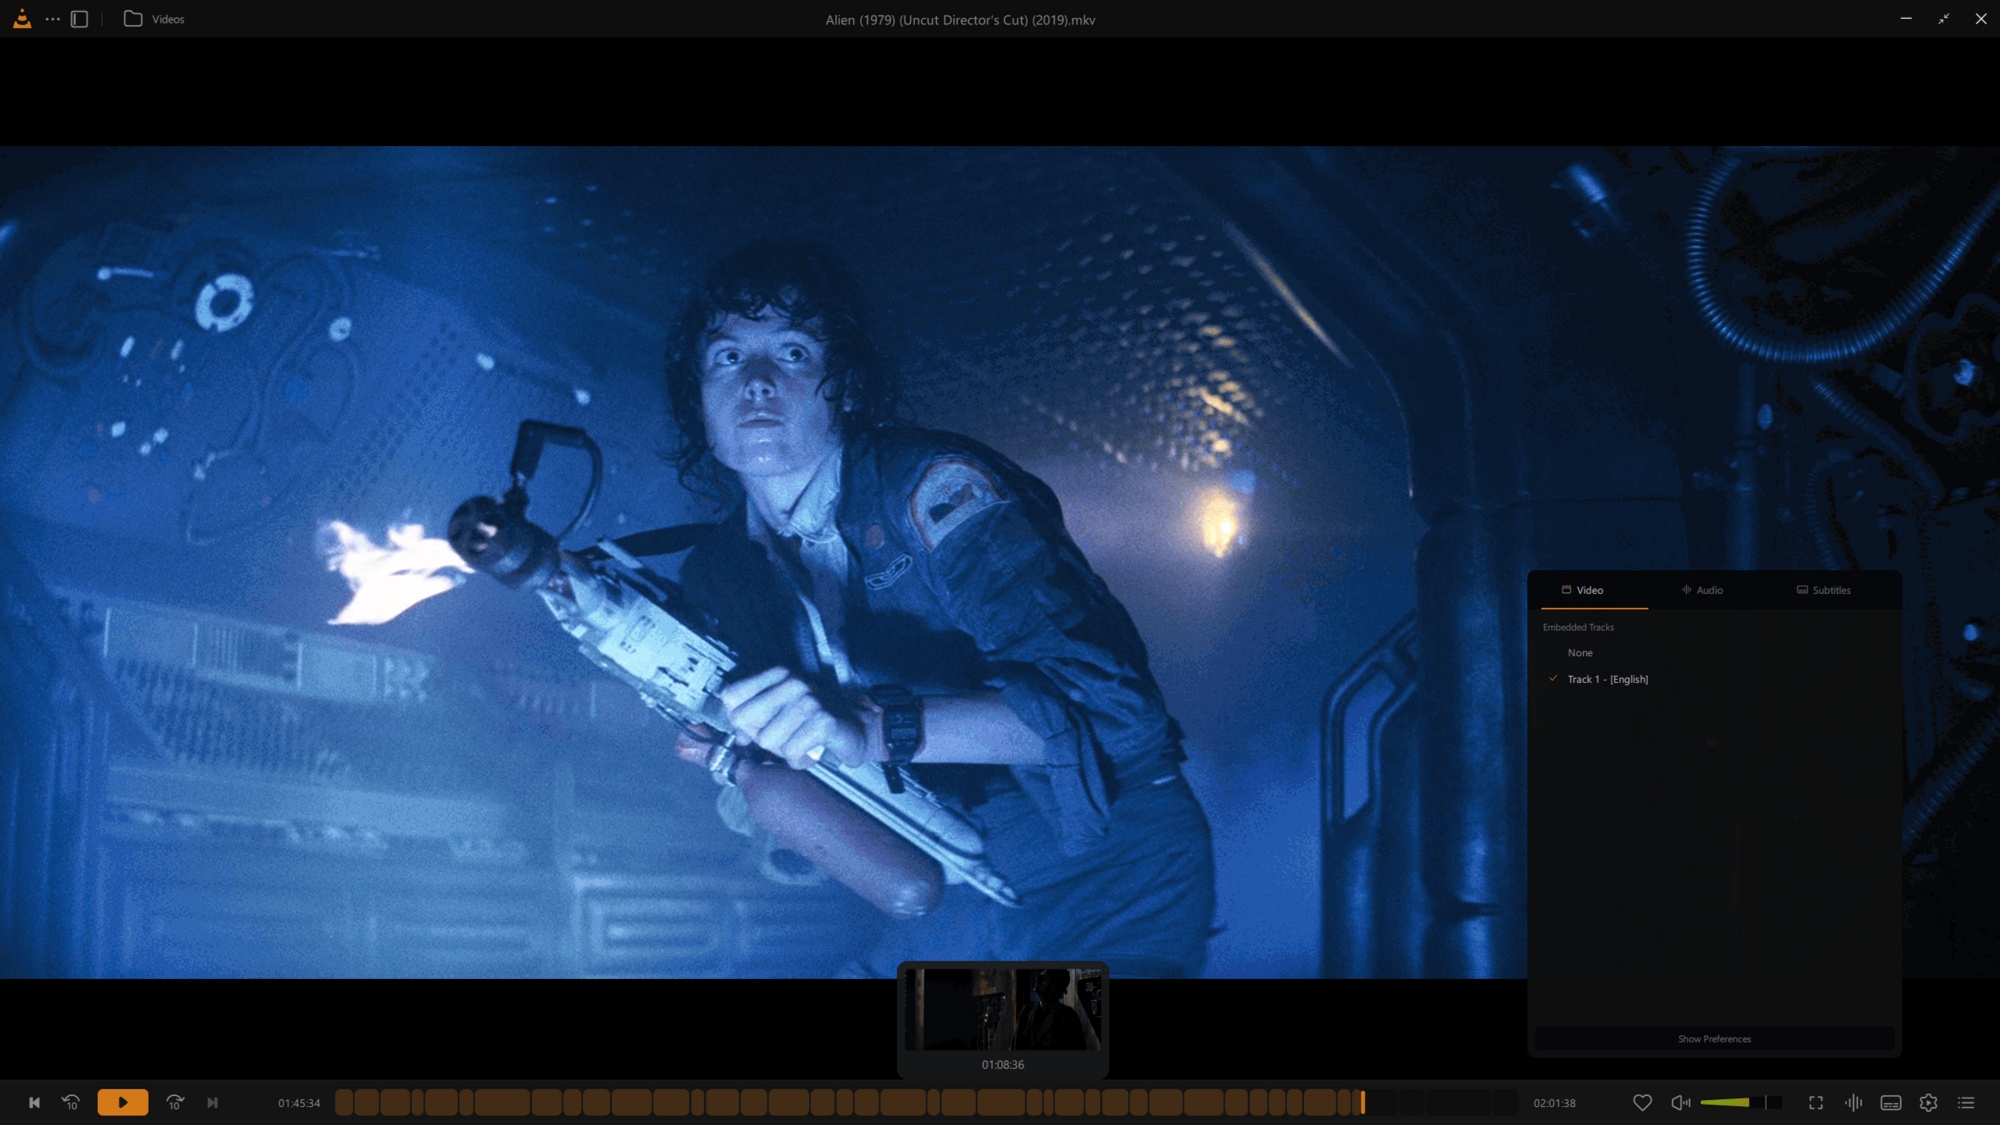 Videos
Alien (1979) (Uncut Director's Cut) (2019).mkv
Video
Audio
Subtitles
Embedded Tracks
None
Track 1 - [English]
Show Preferences
01:08:36
10
10
01:45:34
02:01:38